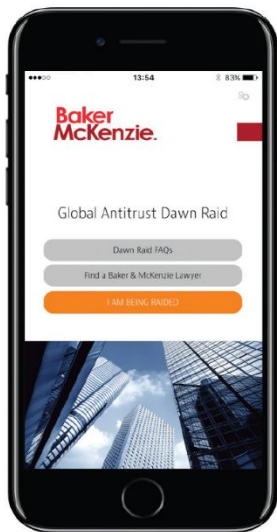 13:54
83%
Baker
McKenzie.
Global Antitrust Dawn Raid
Dawn Raid FAQs
Find a Baker & McKenzie Lawyer
I AM BEING RAIDED